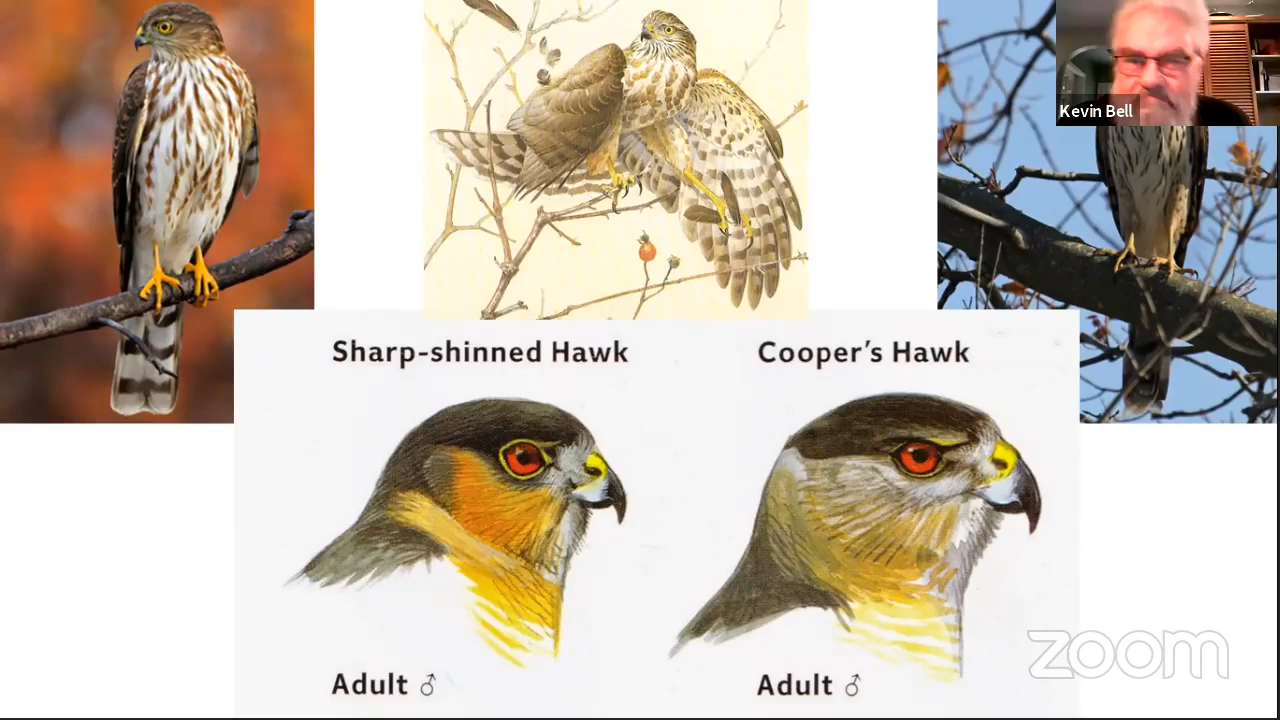 Kevin Bell
Sharp-shinned Hawk
Cooper's Hawk
Adult ♂
Adult ♂
zoom